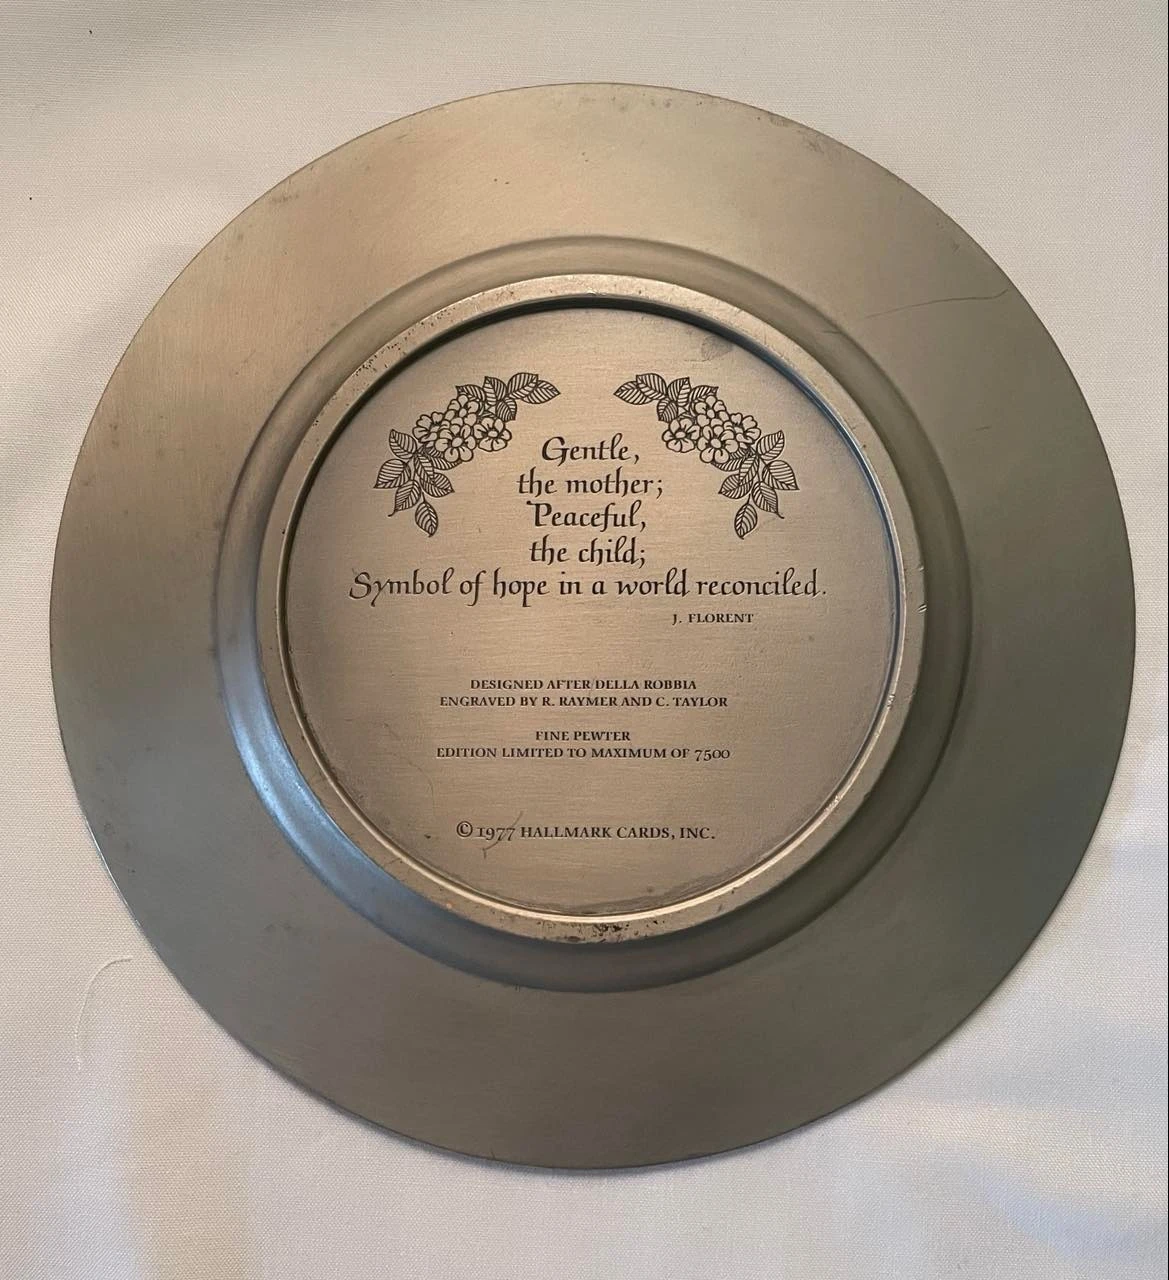 Gentle,
the mother;
Peaceful,
the child;
Symbol of hope in a world reconciled.
J. FLORENT
DESIGNED AFTER DELLA ROBBIA
ENGRAVED BY R. RAYMER AND C. TAYLOR
FINE PEWTER
EDITION LIMITED TO MAXIMUM OF 7500
© 1977 HALLMARK CARDS, INC.